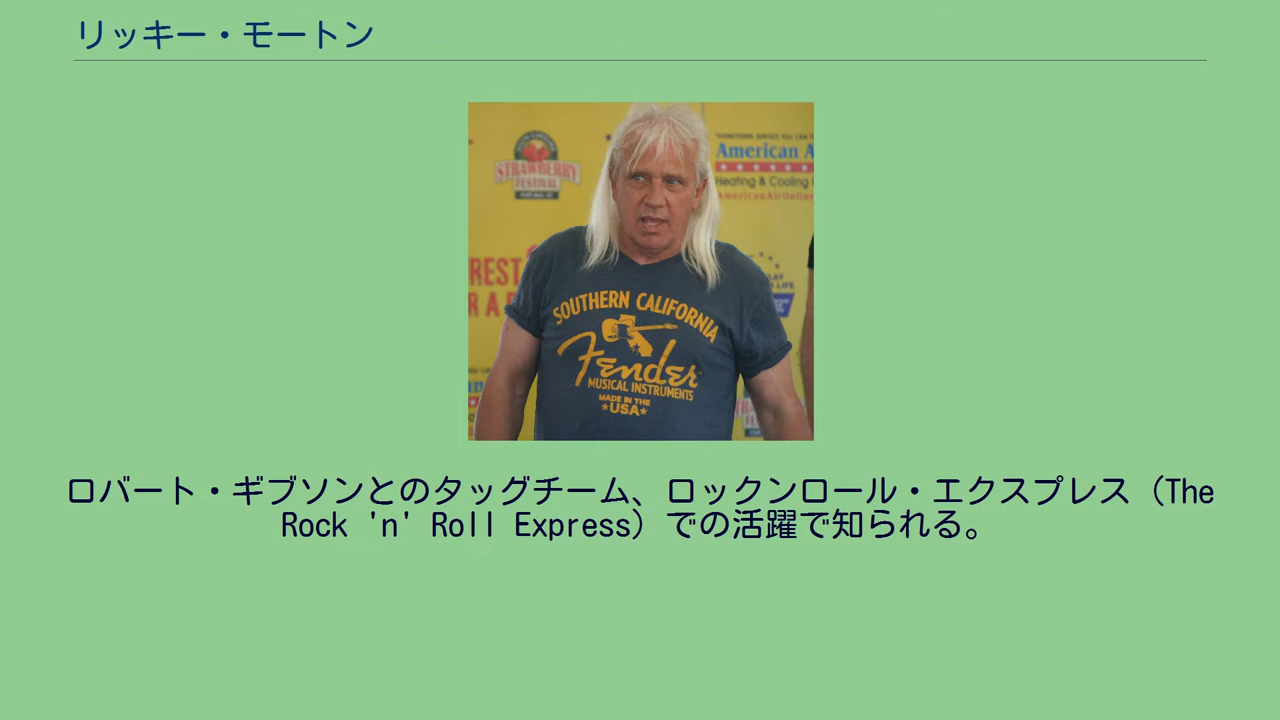 リッキー・モートン
STRAWBERRY
FESTIVAL
American A
Heating & Cooling
AmericanAirOnline
REST
R A
SOUTHERN CALIFORNIA
Fender
MUSICAL INSTRUMENTS
MADE IN THE
★USA★
ロバート・ギブソンとのタッグチーム、ロックンロール・エクスプレス（The
Rock 'n' Roll Express）での活躍で知られる。